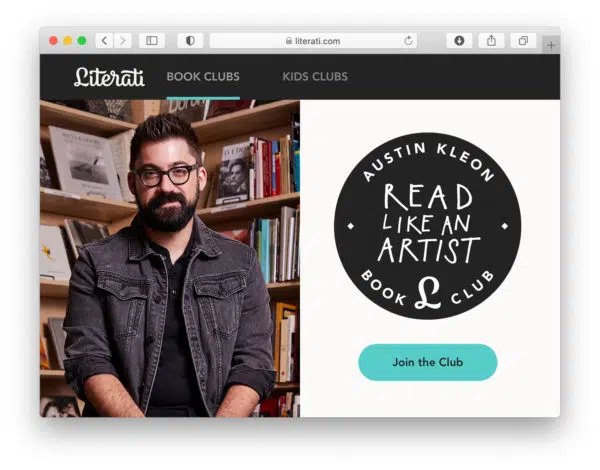 literati.com
Literati BOOK CLUBS KIDS CLUBS
AUSTIN KLEON
READ
LIKE AN
ARTIST
BOOK L CLUB
Join the Club